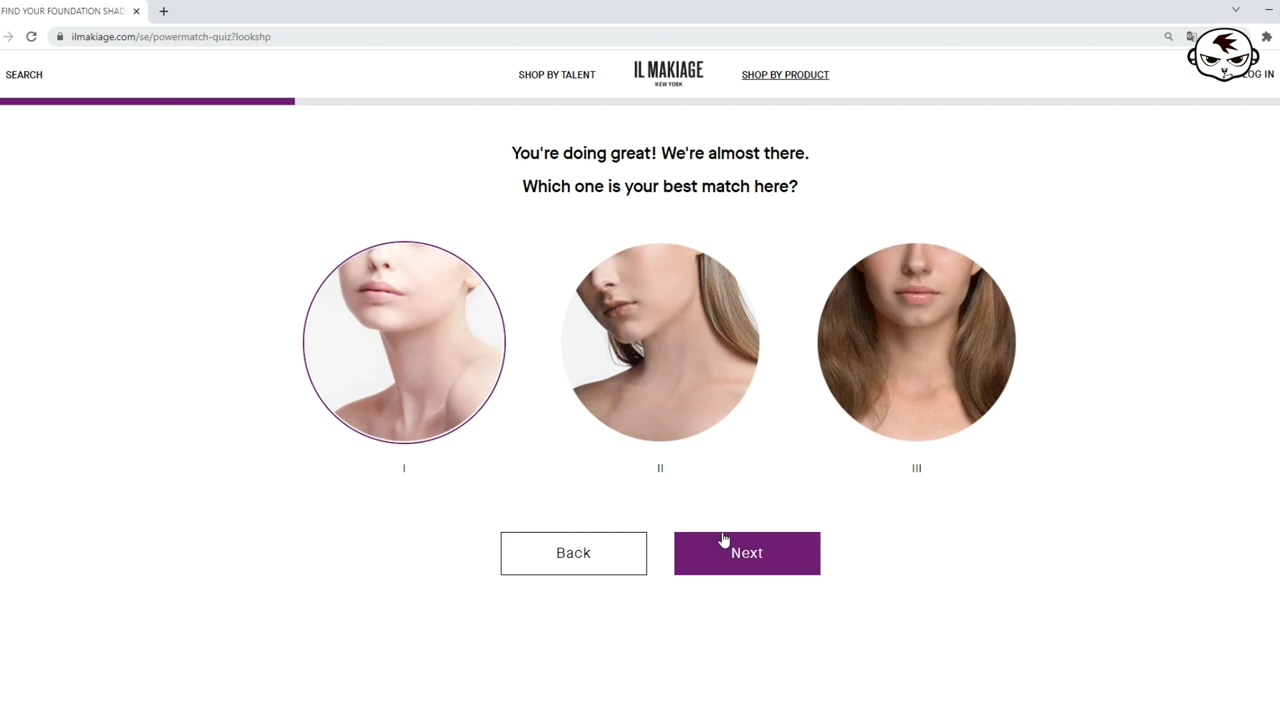 FIND YOUR FOUNDATION SHAD
ilmakiage.com/se/powermatch-quiz?lookshp
SEARCH
SHOP BY TALENT
IL MAKIAGE
NEW YORK
SHOP BY PRODUCT
LOG IN
You're doing great! We're almost there.
Which one is your best match here?
I
II
III
Back
Next